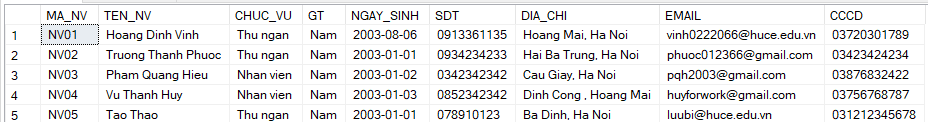 MA_NV TEN_NV CHUC_VU GT NGAY_SINH SDT DIA_CHI EMAIL CCCD
1 NV01 Hoang Dinh Vinh Thu ngan Nam 2003-08-06 0913361135 Hoang Mai, Ha Noi vinh0222066@huce.edu.vn 03720301789
2 NV02 Truong Thanh Phuoc Thu ngan Nam 2003-01-01 0934234233 Hai Ba Trung, Ha Noi phuoc012366@gmail.com 03423424234
3 NV03 Pham Quang Hieu Nhan vien Nam 2003-01-02 0342342342 Cau Giay, Ha Noi pqh2003@gmail.com 03876832422
4 NV04 Vu Thanh Huy Nhan vien Nam 2003-01-03 0852342342 Dinh Cong , Hoang Mai huyforwork@gmail.com 03756768787
5 NV05 Tao Thao Thu ngan Nam 2003-01-01 078910123 Ba Dinh, Ha Noi luubi@huce.edu.vn 031212345678